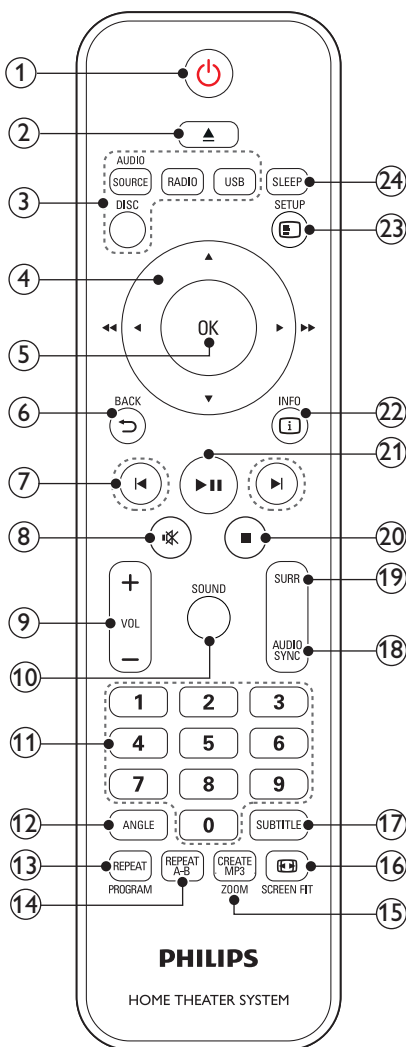 1
2
AUDIO
SOURCE RADIO USB SLEEP
24
3
DISC
SETUP
23
4
OK
5
6
BACK
INFO
22
21
7
8
20
+
SURR
19
9
VOL
SOUND
−
AUDIO
SYNC
18
10
1 2 3
11
4 5 6
7 8 9
12
ANGLE 0 SUBTITLE
17
13
REPEAT REPEAT
A-B CREATE
MP3
16
PROGRAM ZOOM SCREEN FIT
14
15
PHILIPS
HOME THEATER SYSTEM